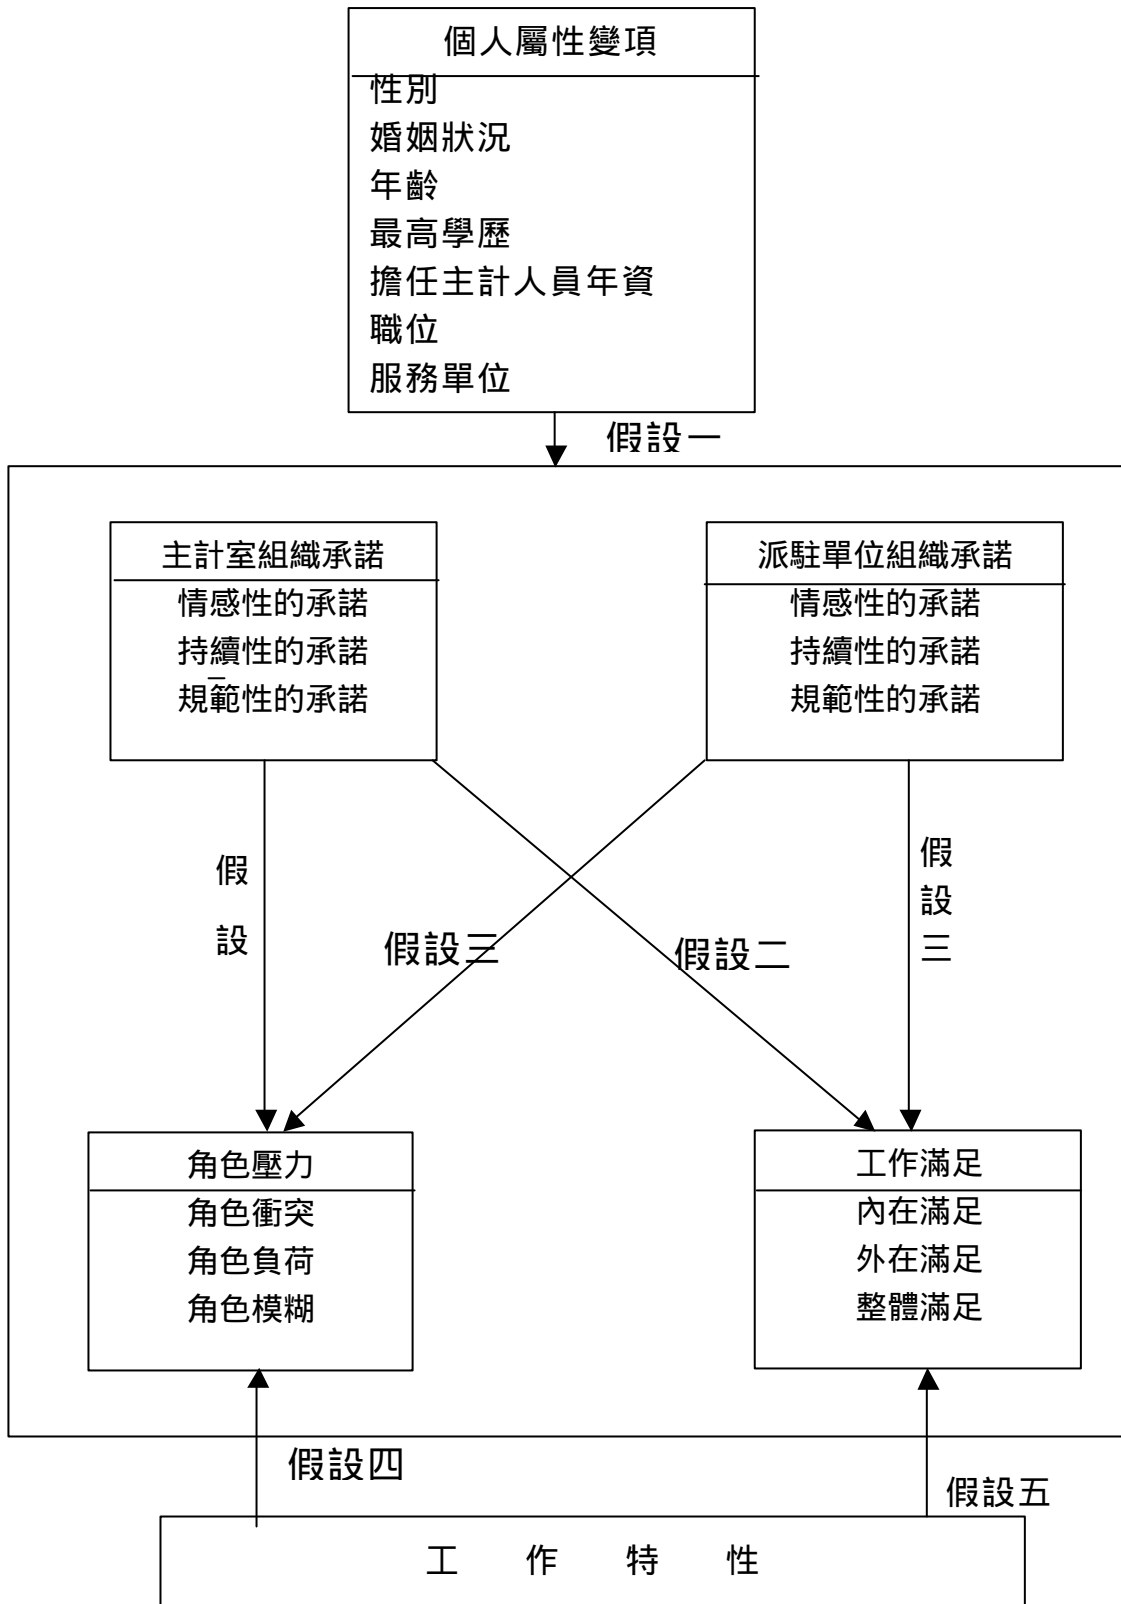 個人屬性變項
性別
婚姻狀況
年齡
最高學歷
擔任主計人員年資
職位
服務單位
假設一
主計室組織承諾
情感性的承諾
持續性的承諾
規範性的承諾
派駐單位組織承諾
情感性的承諾
持續性的承諾
規範性的承諾
假設
假設三
假設二
假設三
角色壓力
角色衝突
角色負荷
角色模糊
工作滿足
內在滿足
外在滿足
整體滿足
假設四
假設五
工 作 特 性